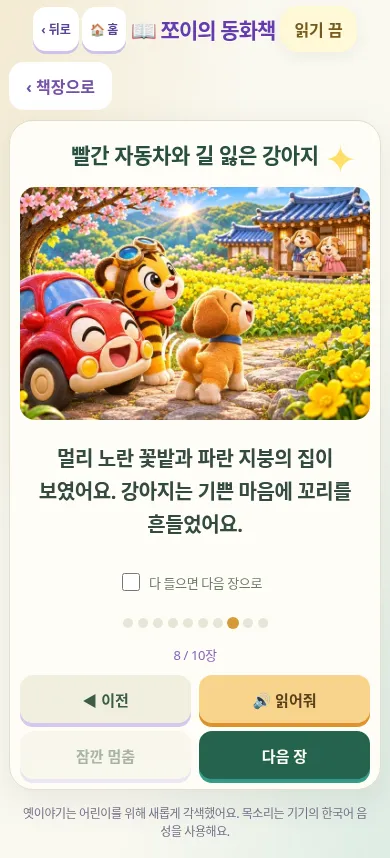 ‹ 뒤로
🏠 홈
📖 쪼이의 동화책
읽기 끔
‹ 책장으로
빨간 자동차와 길 잃은 강아지
멀리 노란 꽃밭과 파란 지붕의 집이
보였어요. 강아지는 기쁜 마음에 꼬리를
흔들었어요.
다 들으면 다음 장으로
8 / 10장
◀ 이전
🔊 읽어줘
잠깐 멈춤
다음 장
옛이야기는 어린이를 위해 새롭게 각색했어요. 목소리는 기기의 한국어 음
성을 사용해요.